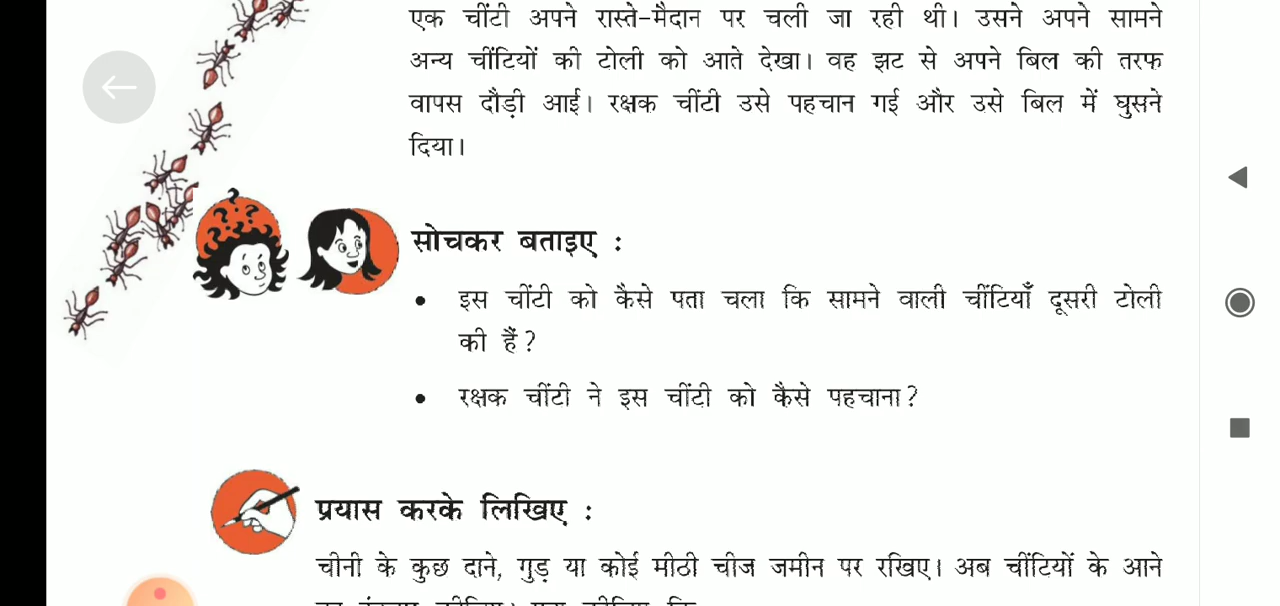 एक चींटी अपने रास्ते-मैदान पर चली जा रही थी। उसने अपने सामने
अन्य चींटियों की टोली को आते देखा। वह झट से अपने बिल की तरफ
वापस दौड़ी आई। रक्षक चींटी उसे पहचान गई और उसे बिल में घुसने
दिया।
सोचकर बताइए :
• इस चींटी को कैसे पता चला कि सामने वाली चींटियाँ दूसरी टोली
की हैं?
• रक्षक चींटी ने इस चींटी को कैसे पहचाना?
प्रयास करके लिखिए :
चीनी के कुछ दाने, गुड़ या कोई मीठी चीज जमीन पर रखिए। अब चींटियों के आने